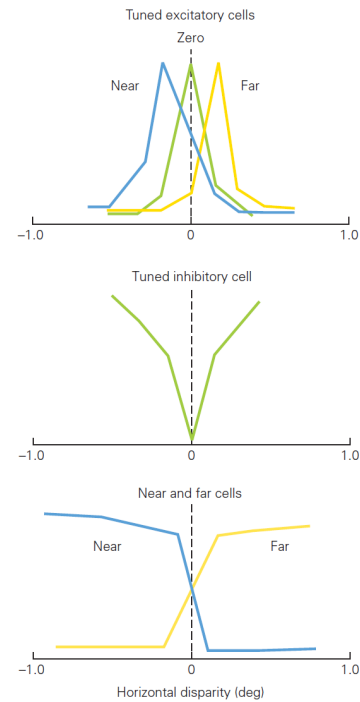 Tuned excitatory cells
Zero
Near
Far
–1.0
0
1.0
Tuned inhibitory cell
–1.0
0
1.0
Near and far cells
Near
Far
–1.0
0
1.0
Horizontal disparity (deg)